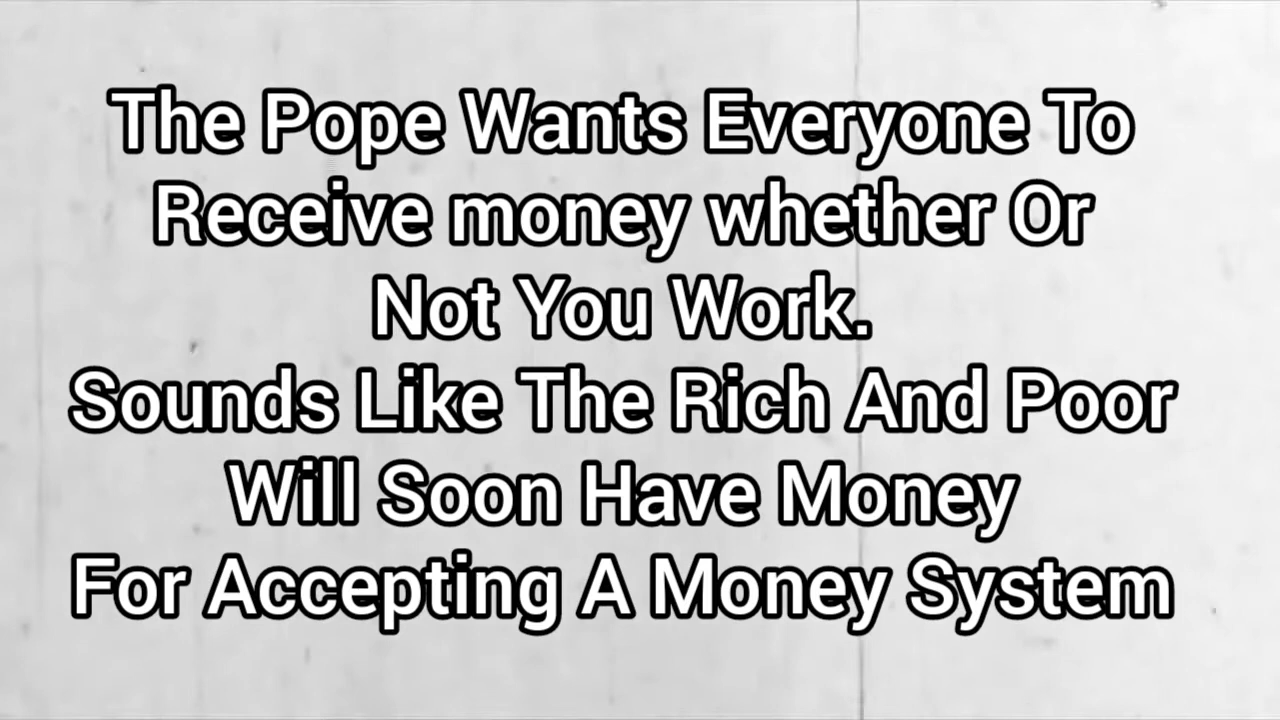 The Pope Wants Everyone To
Receive money whether Or
Not You Work.
Sounds Like The Rich And Poor
Will Soon Have Money
For Accepting A Money System